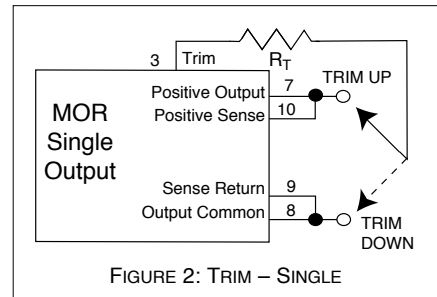 3 Trim
R_T
TRIM UP
Positive Output 7
Positive Sense 10
MOR
Single
Output
Sense Return 9
Output Common 8
TRIM
DOWN
FIGURE 2: TRIM – SINGLE